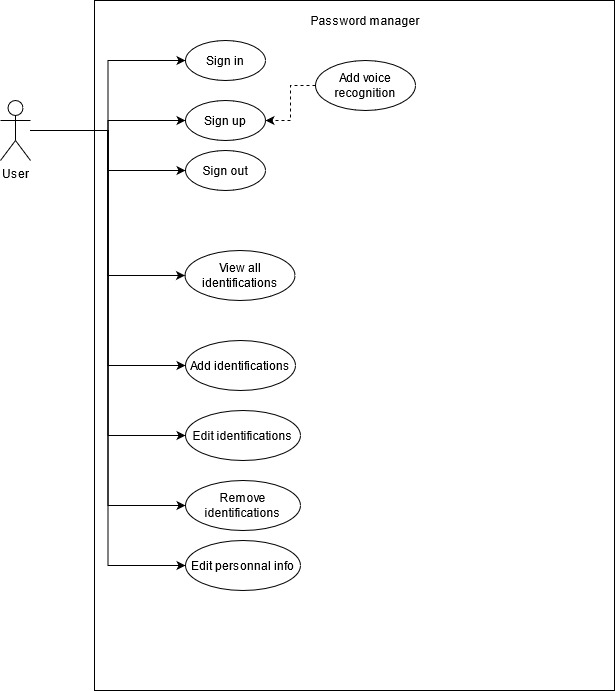 Password manager
Sign in
Add voice
recognition
Sign up
Sign out
User
View all
identifications
Add identifications
Edit identifications
Remove
identifications
Edit personnal info